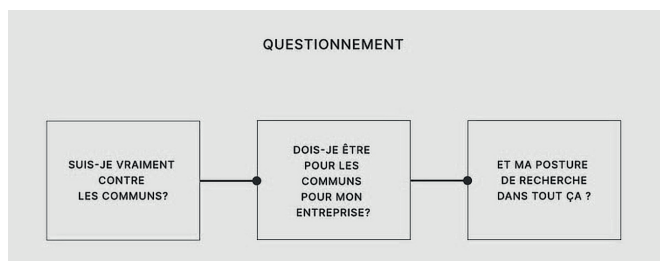 QUESTIONNEMENT
SUIS-JE VRAIMENT
CONTRE
LES COMMUNS?
DOIS-JE ÊTRE
POUR LES
COMMUNS
POUR MON
ENTREPRISE?
ET MA POSTURE
DE RECHERCHE
DANS TOUT ÇA ?